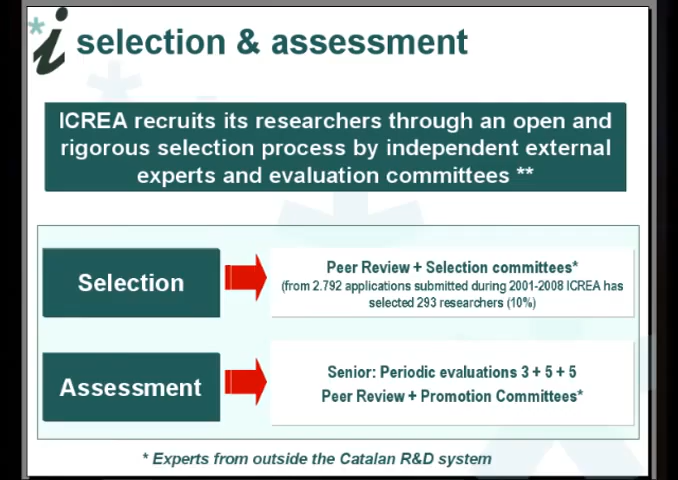 *i selection & assessment
ICREA recruits its researchers through an open and
rigorous selection process by independent external
experts and evaluation committees **
Selection
Peer Review + Selection committees*
(from 2.792 applications submitted during 2001-2008 ICREA has
selected 293 researchers (10%)
Assessment
Senior: Periodic evaluations 3 + 5 + 5
Peer Review + Promotion Committees*
* Experts from outside the Catalan R&D system